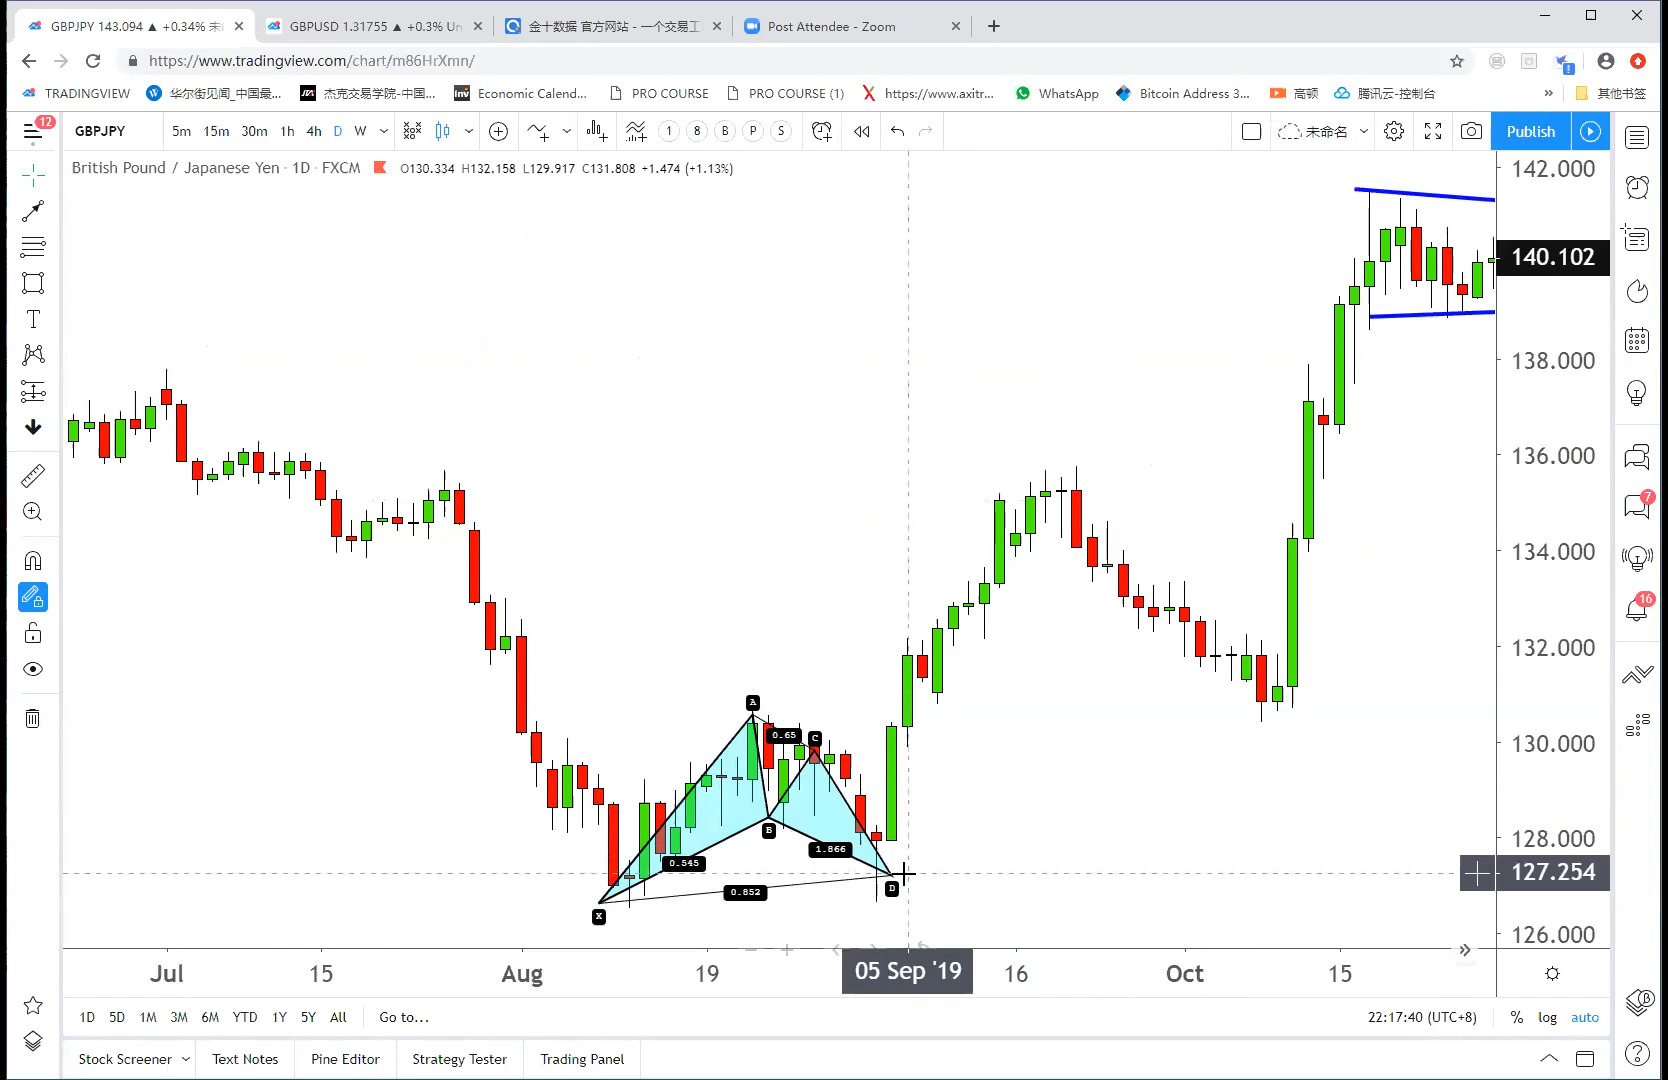 GBPJPY 143.094 ▲ +0.34% 未
GBPUSD 1.31755 ▲ +0.3% Un
金十数据 官方网站 - 一个交易工
Post Attendee - Zoom
https://www.tradingview.com/chart/m86HrXmn/
TRADINGVIEW
华尔街见闻_中国最...
杰克交易学院-中国...
Economic Calend...
PRO COURSE
PRO COURSE (1)
https://www.axitr...
WhatsApp
Bitcoin Address 3...
高顿
腾讯云-控制台
»
其他书签
12
GBPJPY
5m 15m 30m 1h 4h D W
1 8 B P S
未命名
Publish
British Pound / Japanese Yen · 1D · FXCM
O130.334 H132.158 L129.917 C131.808 +1.474 (+1.13%)
142.000
140.102
138.000
136.000
134.000
132.000
130.000
128.000
127.254
126.000
A
0.65
C
B
1.866
0.545
0.852
D
X
7
16
Jul 15 Aug 19 05 Sep '19 16 Oct 15
1D 5D 1M 3M 6M YTD 1Y 5Y All Go to...
22:17:40 (UTC+8) % log auto
Stock Screener Text Notes Pine Editor Strategy Tester Trading Panel